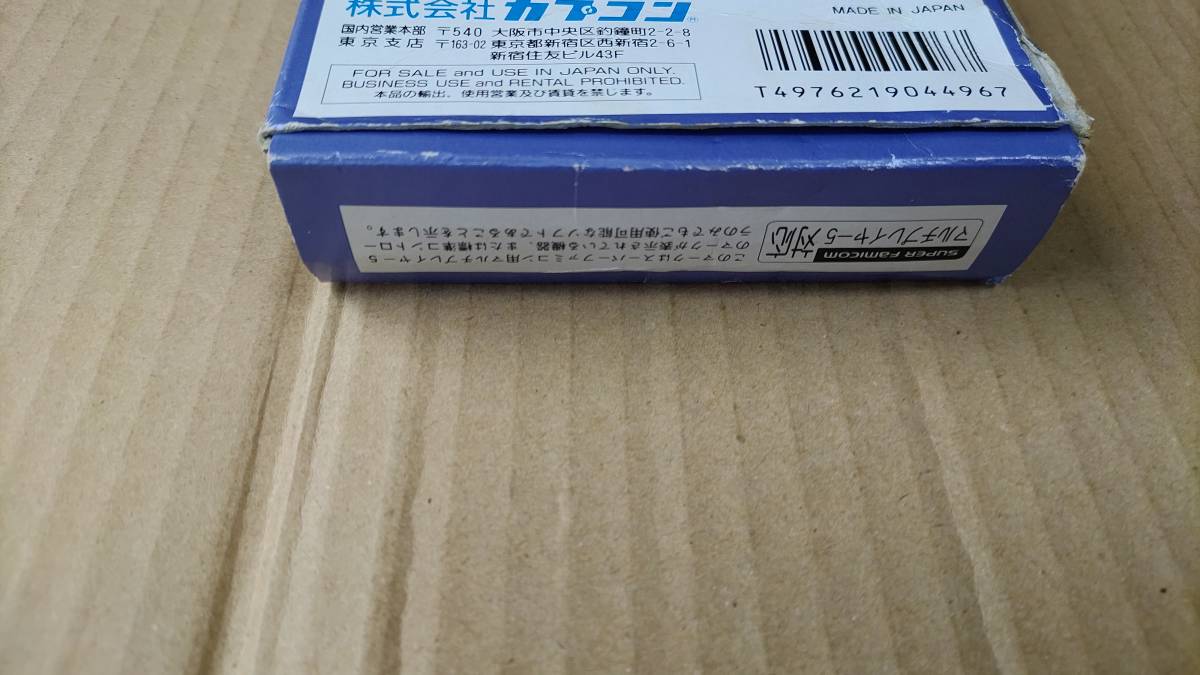 株式会社 カプコン®
MADE IN JAPAN
国内営業本部 〒540 大阪市中央区釣鐘町2-2-8
東京支店 〒163-02 東京都新宿区西新宿2-6-1
新宿住友ビル43F
FOR SALE and USE IN JAPAN ONLY.
BUSINESS USE and RENTAL PROHIBITED.
本品の輸出、使用営業及び賃貸を禁じます。
T4976219044967
SUPER FAMICOM
マルチプレイヤー5
対応
このマークはスーパーファミコン用マルチプレイヤー5
のマークが表示されている機器、または標準コントロー
ラのみでもご使用可能なソフトであることを示します。